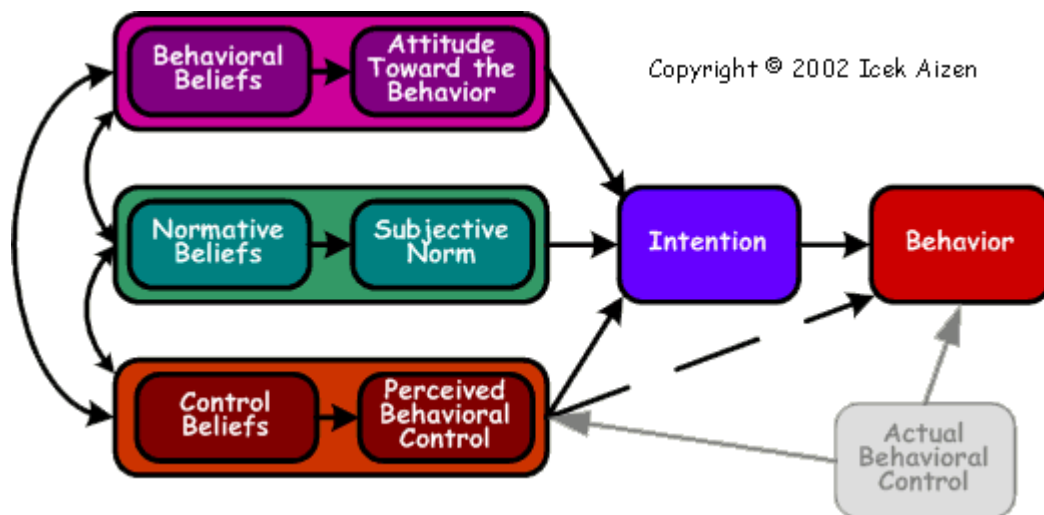 Behavioral
Beliefs
Attitude
Toward the
Behavior
Copyright © 2002 Icek Aizen
Normative
Beliefs
Subjective
Norm
Intention
Behavior
Control
Beliefs
Perceived
Behavioral
Control
Actual
Behavioral
Control